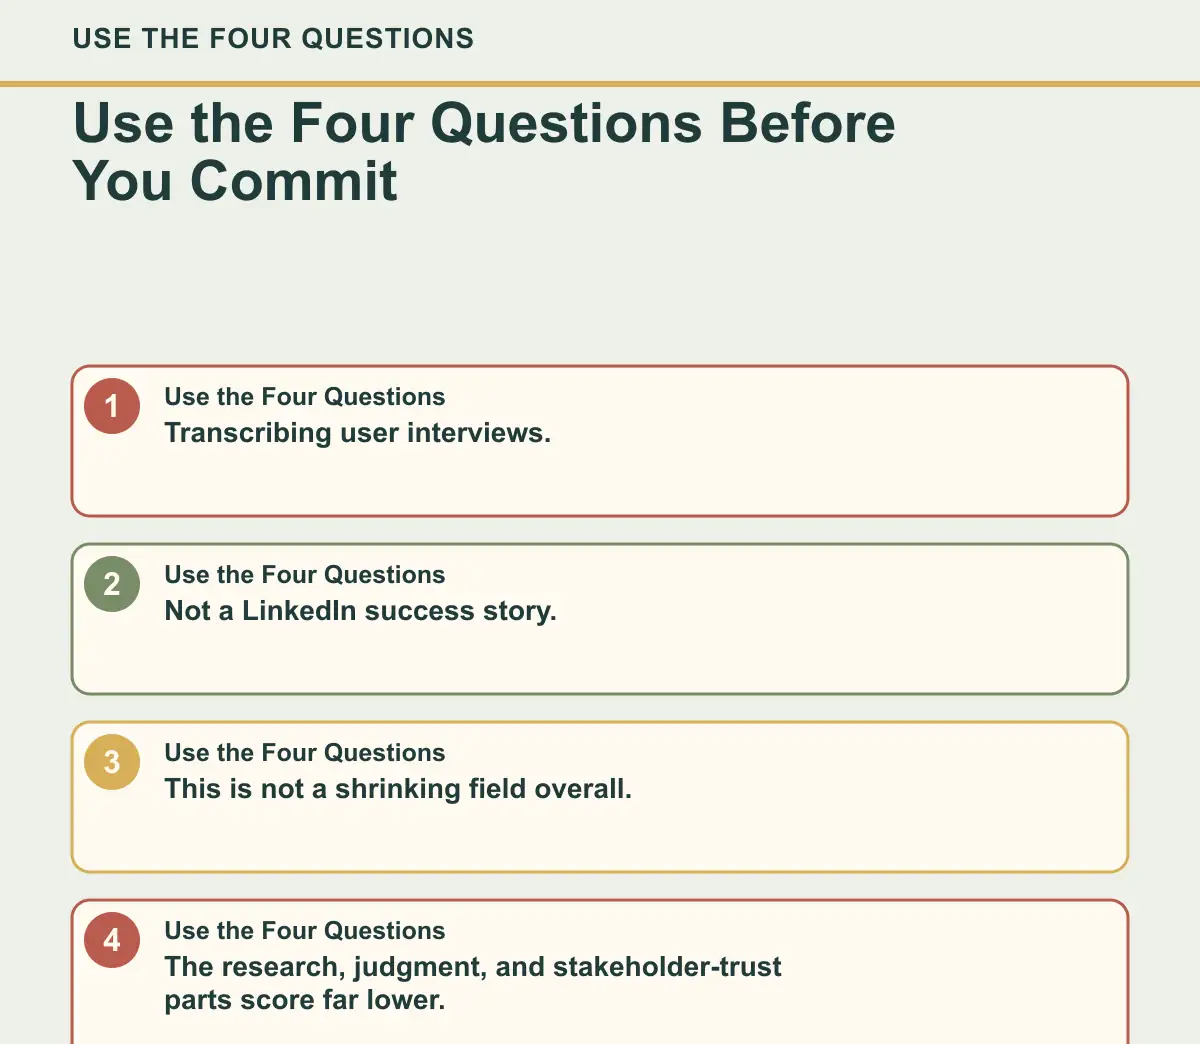 USE THE FOUR QUESTIONS
Use the Four Questions Before
You Commit
1
Use the Four Questions
Transcribing user interviews.
2
Use the Four Questions
Not a LinkedIn success story.
3
Use the Four Questions
This is not a shrinking field overall.
4
Use the Four Questions
The research, judgment, and stakeholder-trust
parts score far lower.